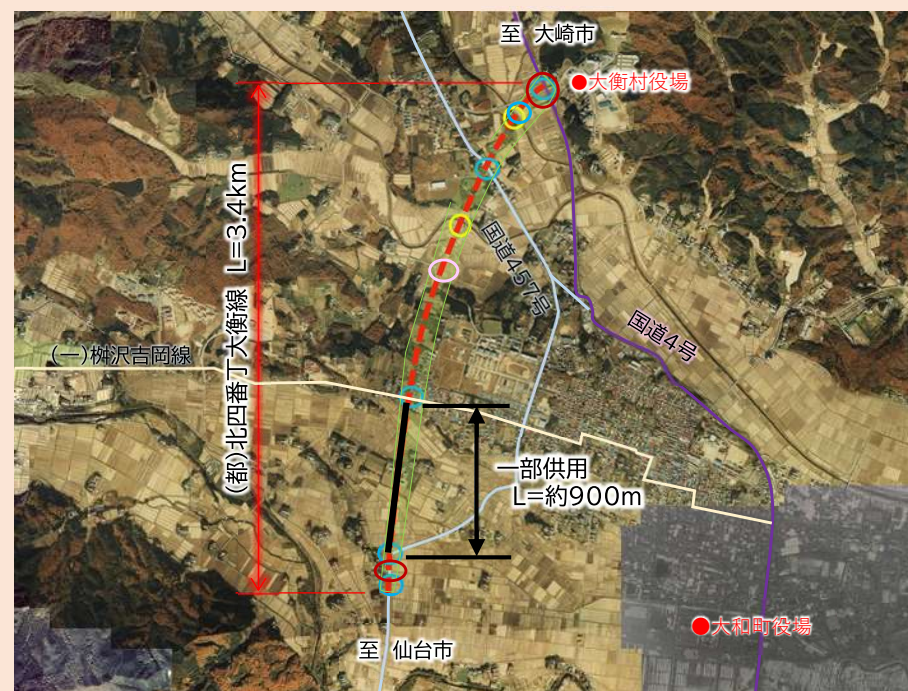 至 大崎市
●大衡村役場
(都)北四番丁大衡線 L=3.4km
国道457号
国道4号
(一)桝沢吉岡線
一部供用
L=約900m
●大和町役場
至 仙台市